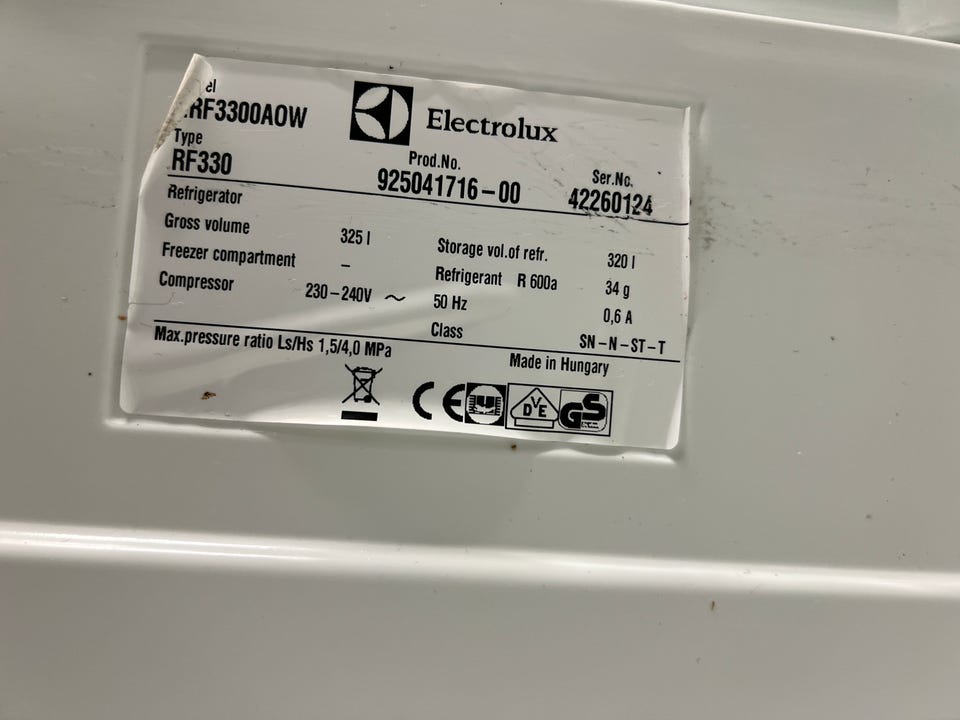 el
RF3300AOW
Electrolux
Type
RF330
Prod.No.
925041716-00
Ser.No.
42260124
Refrigerator
Gross volume 325 l
Storage vol.of refr. 320 l
Freezer compartment –
Refrigerant R 600a 34 g
Compressor 230–240V ~ 50 Hz 0,6 A
Class SN–N–ST–T
Max.pressure ratio Ls/Hs 1,5/4,0 MPa
Made in Hungary
CE
DVE
GS